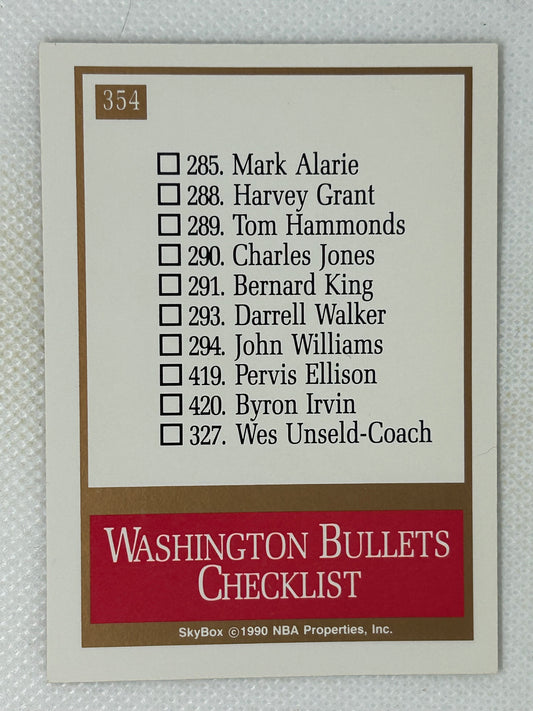 354
285. Mark Alarie
288. Harvey Grant
289. Tom Hammonds
290. Charles Jones
291. Bernard King
293. Darrell Walker
294. John Williams
419. Pervis Ellison
420. Byron Irvin
327. Wes Unseld-Coach
WASHINGTON BULLETS
CHECKLIST
SkyBox ©1990 NBA Properties, Inc.